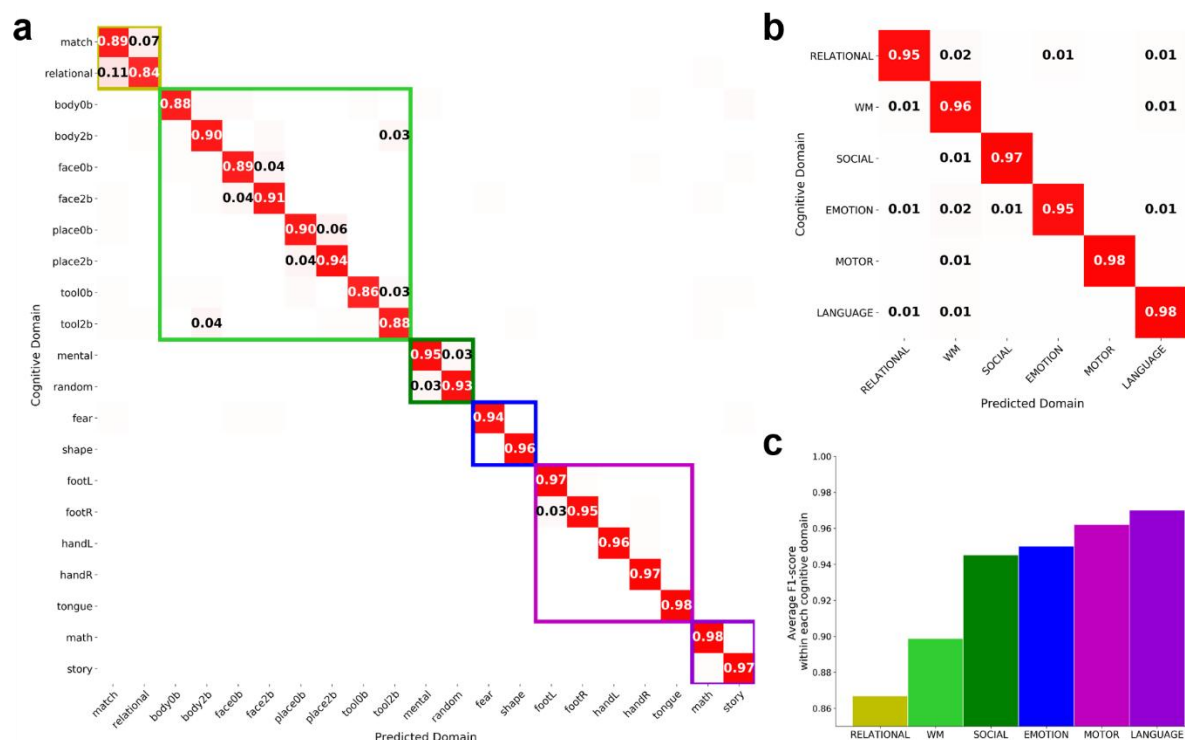 a
match 0.89 0.07
relational 0.11 0.84
body0b 0.88
body2b 0.90 0.03
face0b 0.89 0.04
face2b 0.04 0.91
place0b 0.90 0.06
place2b 0.04 0.94
tool0b 0.86 0.03
tool2b 0.04 0.88
mental 0.95 0.03
random 0.03 0.93
fear 0.94
shape 0.96
footL 0.97
footR 0.03 0.95
handL 0.96
handR 0.97
tongue 0.98
math 0.98
story 0.97
Cognitive Domain
match relational body0b body2b face0b face2b place0b place2b tool0b tool2b mental random fear shape footL footR handL handR tongue math story
Predicted Domain
b
RELATIONAL 0.95 0.02 0.01 0.01
WM 0.01 0.96 0.01
SOCIAL 0.01 0.97
EMOTION 0.01 0.02 0.01 0.95 0.01
MOTOR 0.01 0.98
LANGUAGE 0.01 0.01 0.98
Cognitive Domain
RELATIONAL WM SOCIAL EMOTION MOTOR LANGUAGE
Predicted Domain
c
1.00
0.98
0.96
0.94
0.92
0.90
0.88
0.86
Average F1-score
within each cognitive domain
RELATIONAL WM SOCIAL EMOTION MOTOR LANGUAGE